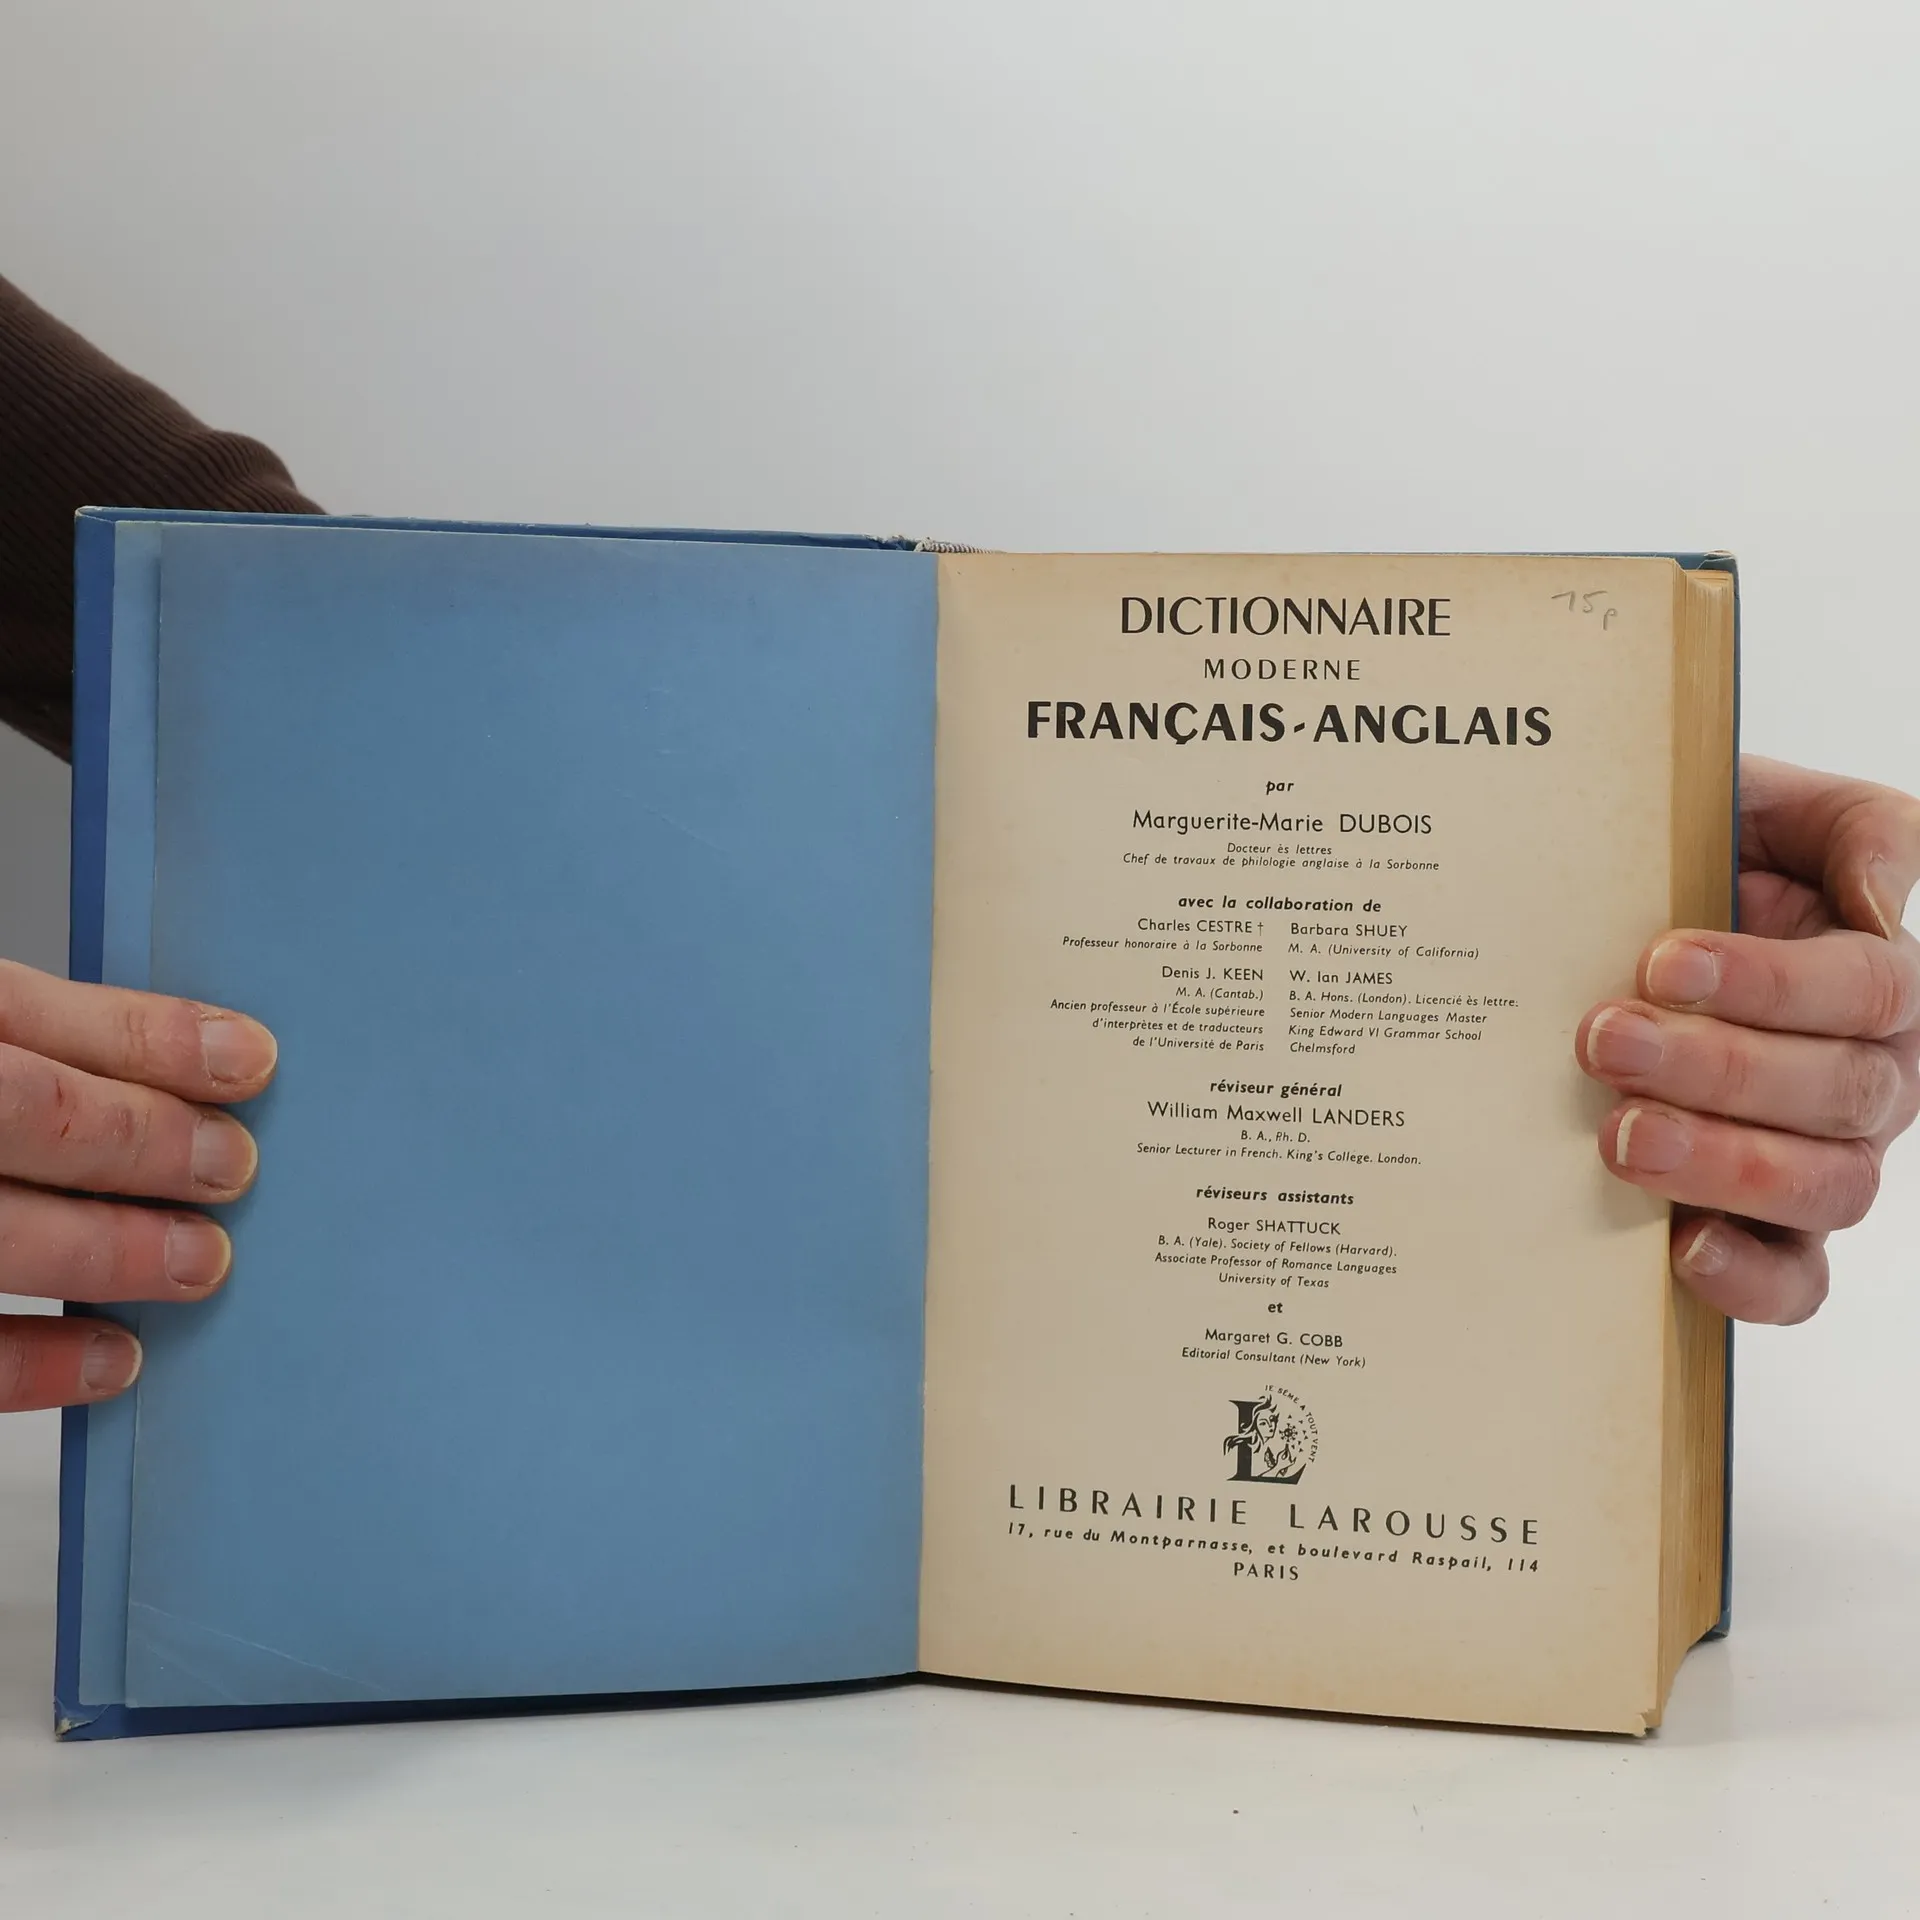 DICTIONNAIRE
15p
MODERNE
FRANÇAIS-ANGLAIS
par
Marguerite-Marie DUBOIS
Docteur ès lettres
Chef de travaux de philologie anglaise à la Sorbonne
avec la collaboration de
Charles CESTRE †
Professeur honoraire à la Sorbonne
Denis J. KEEN
M. A. (Cantab.)
Ancien professeur à l'École supérieure
d'interprètes et de traducteurs
de l'Université de Paris
Barbara SHUEY
M. A. (University of California)
W. Ian JAMES
B. A. Hons. (London). Licencié ès lettre:
Senior Modern Languages Master
King Edward VI Grammar School
Chelmsford
réviseur général
William Maxwell LANDERS
B. A., Ph. D.
Senior Lecturer in French. King's College. London.
réviseurs assistants
Roger SHATTUCK
B. A. (Yale). Society of Fellows (Harvard).
Associate Professor of Romance Languages
University of Texas
et
Margaret G. COBB
Editorial Consultant (New York)
JE SÈME A TOUT VENT
L
LIBRAIRIE LAROUSSE
17, rue du Montparnasse, et boulevard Raspail, 114
PARIS